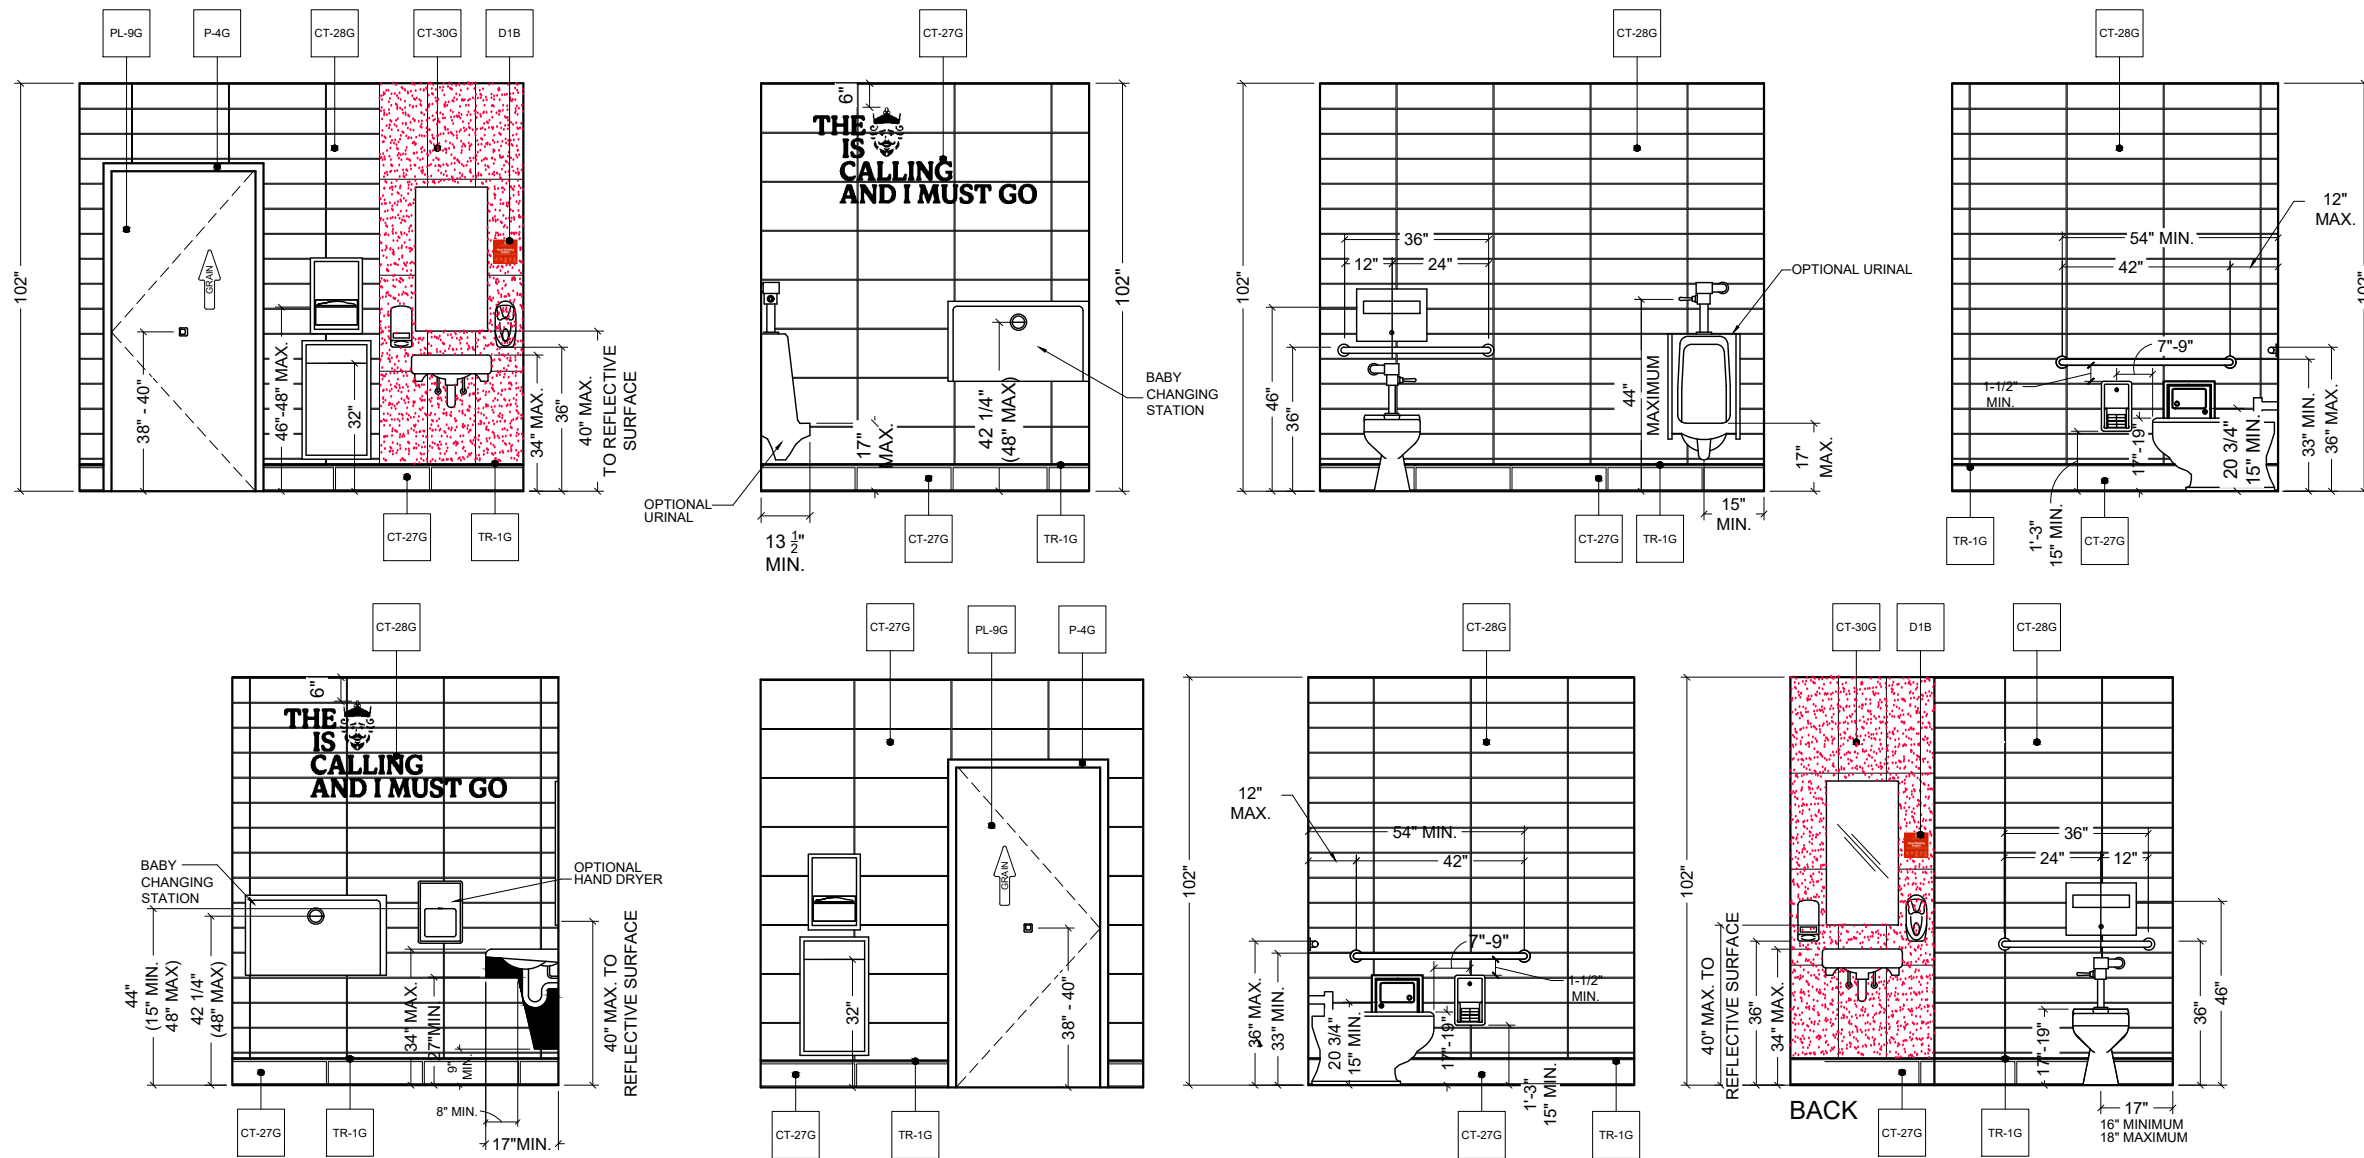 PL-9G
P-4G
CT-28G
CT-30G
D1B
102"
GRAIN
38" - 40"
46"-48" MAX.
32"
34" MAX.
36"
40" MAX.
TO REFLECTIVE
SURFACE
CT-27G
TR-1G
CT-27G
6"
THE
IS
CALLING
AND I MUST GO
102"
17"
MAX.
42 1/4"
(48" MAX)
BABY
CHANGING
STATION
OPTIONAL
URINAL
13 1/2"
MIN.
CT-27G
TR-1G
CT-28G
102"
36"
12"
24"
46"
36"
44"
MAXIMUM
OPTIONAL URINAL
17"
MAX.
15"
MIN.
CT-27G
TR-1G
CT-28G
12"
MAX.
54" MIN.
42"
102"
7"-9"
1-1/2"
MIN.
17"-19"
20 3/4"
15" MIN.
33" MIN.
36" MAX.
1'-3"
15" MIN.
TR-1G
CT-27G
CT-28G
6"
THE
IS
CALLING
AND I MUST GO
BABY
CHANGING
STATION
OPTIONAL
HAND DRYER
44"
(15" MIN.
48" MAX)
42 1/4"
(48" MAX)
34" MAX.
27"MIN
9"
MIN.
40" MAX. TO
REFLECTIVE SURFACE
8" MIN.
17"MIN.
CT-27G
TR-1G
CT-27G
PL-9G
P-4G
GRAIN
32"
38" - 40"
CT-27G
TR-1G
CT-28G
102"
12"
MAX.
54" MIN.
42"
7"-9"
1-1/2"
MIN.
36" MAX.
33" MIN.
20 3/4"
15" MIN.
17"-19"
1'-3"
15" MIN.
CT-27G
TR-1G
CT-30G
D1B
CT-28G
102"
36"
24"
12"
40" MAX. TO
REFLECTIVE SURFACE
36"
34" MAX.
17"-19"
36"
46"
BACK
17"
16" MINIMUM
18" MAXIMUM
CT-27G
TR-1G